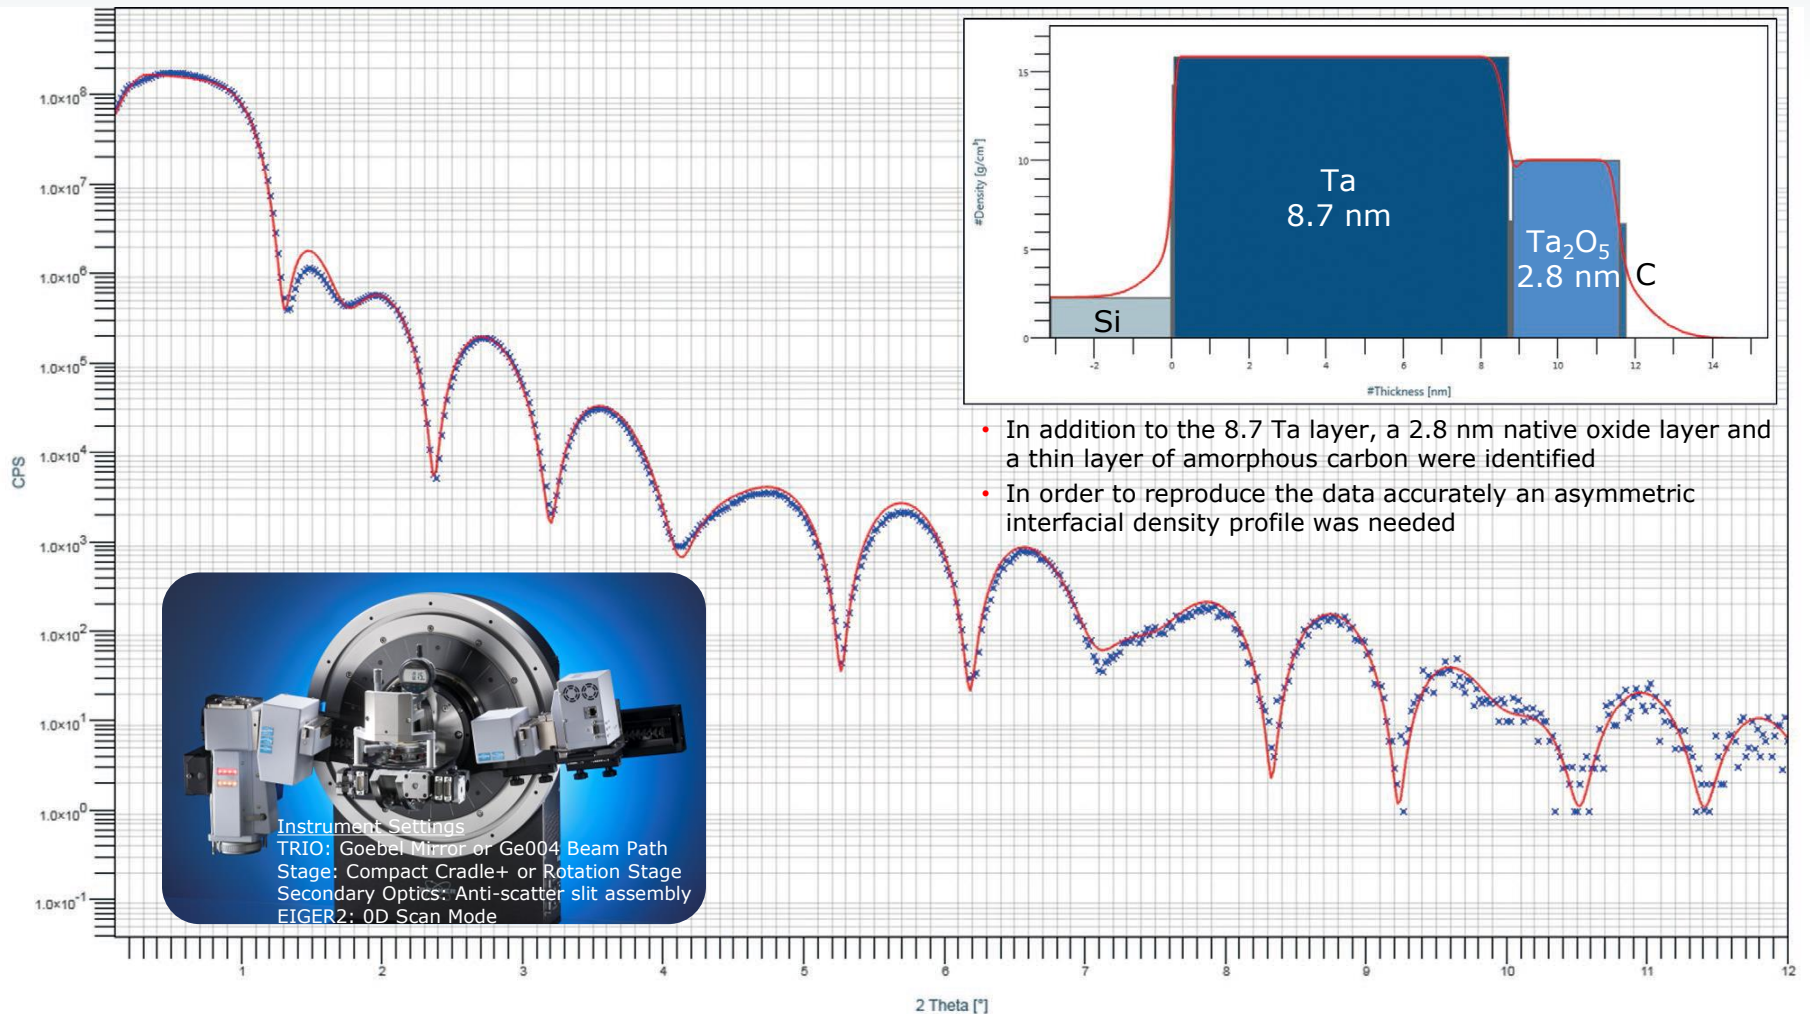 1.0×10⁸
1.0×10⁷
1.0×10⁶
1.0×10⁵
1.0×10⁴
1.0×10³
1.0×10²
1.0×10¹
1.0×10⁰
1.0×10⁻¹
CPS
1 2 3 4 5 6 7 8 9 10 11 12
2 Theta [°]
15
10
5
0
#Density [g/cm³]
Ta
8.7 nm
Ta₂O₅
2.8 nm
C
Si
-2 0 2 4 6 8 10 12 14
#Thickness [nm]
• In addition to the 8.7 Ta layer, a 2.8 nm native oxide layer and
a thin layer of amorphous carbon were identified
• In order to reproduce the data accurately an asymmetric
interfacial density profile was needed
Instrument Settings
TRIO: Goebel Mirror or Ge004 Beam Path
Stage: Compact Cradle+ or Rotation Stage
Secondary Optics: Anti-scatter slit assembly
EIGER2: 0D Scan Mode